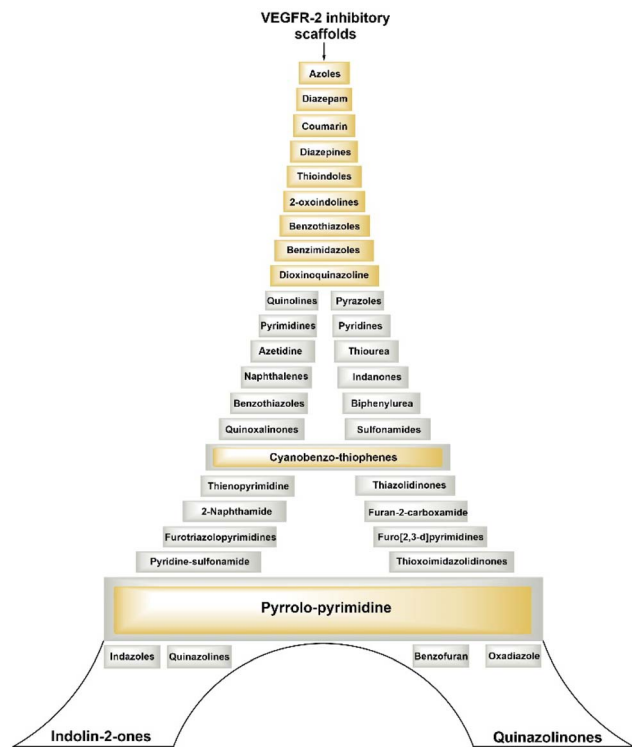 VEGFR-2 inhibitory
scaffolds
Azoles
Diazepam
Coumarin
Diazepines
Thioindoles
2-oxoindolines
Benzothiazoles
Benzimidazoles
Dioxinoquinazoline
Quinolines Pyrazoles
Pyrimidines Pyridines
Azetidine Thiourea
Naphthalenes Indanones
Benzothiazoles Biphenylurea
Quinoxalinones Sulfonamides
Cyanobenzo-thiophenes
Thienopyrimidine Thiazolidinones
2-Naphthamide Furan-2-carboxamide
Furotriazolopyrimidines Furo[2,3-d]pyrimidines
Pyridine-sulfonamide Thioxoimidazolidinones
Pyrrolo-pyrimidine
Indazoles Quinazolines Benzofuran Oxadiazole
Indolin-2-ones Quinazolinones